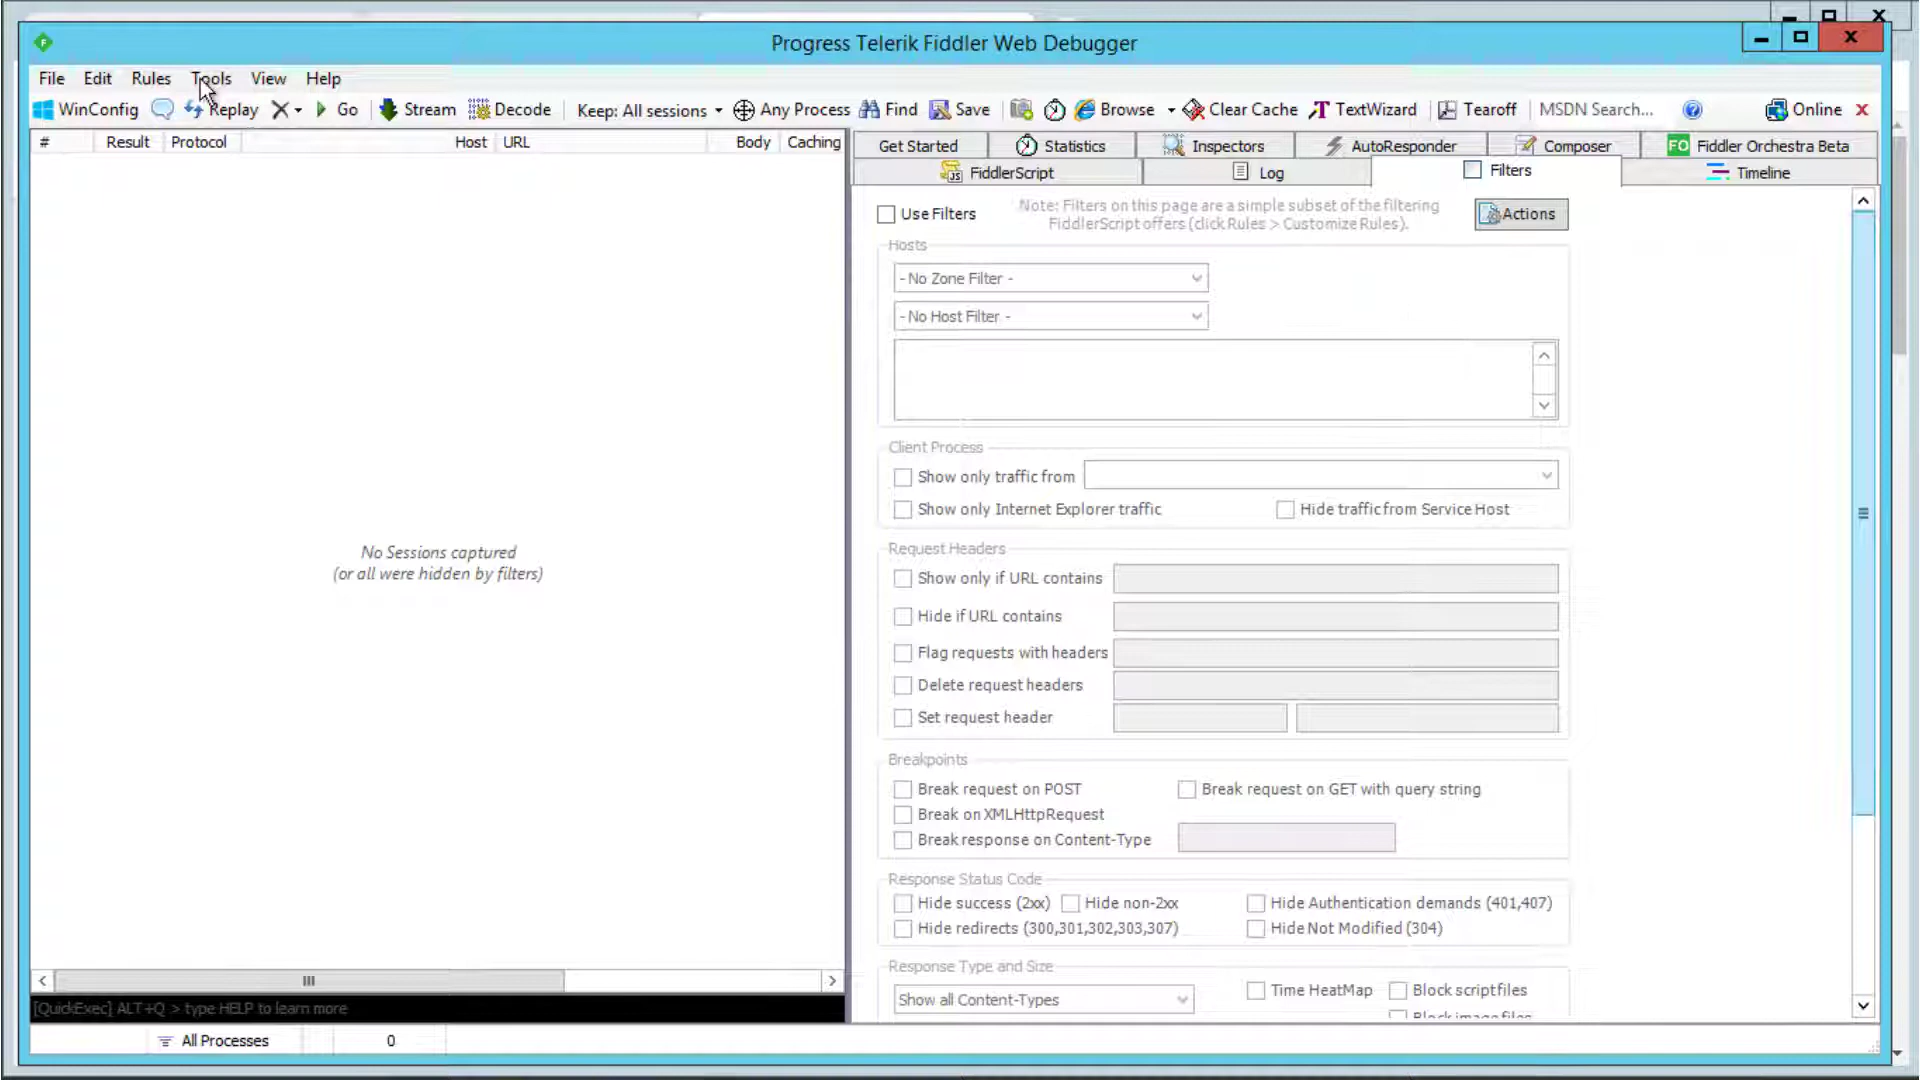 Progress Telerik Fiddler Web Debugger
File Edit Rules Tools View Help
WinConfig Replay Go Stream Decode Keep: All sessions Any Process Find Save Browse Clear Cache TextWizard Tearoff MSDN Search... Online
# Result Protocol Host URL Body Caching
Get Started Statistics Inspectors AutoResponder Composer FO Fiddler Orchestra Beta
FiddlerScript Log Filters Timeline
Use Filters
Note: Filters on this page are a simple subset of the filtering
FiddlerScript offers (click Rules > Customize Rules).
Actions
Hosts
- No Zone Filter -
- No Host Filter -
Client Process
Show only traffic from
Show only Internet Explorer traffic Hide traffic from Service Host
No Sessions captured
(or all were hidden by filters)
Request Headers
Show only if URL contains
Hide if URL contains
Flag requests with headers
Delete request headers
Set request header
Breakpoints
Break request on POST Break request on GET with query string
Break on XMLHttpRequest
Break response on Content-Type
Response Status Code
Hide success (2xx) Hide non-2xx Hide Authentication demands (401,407)
Hide redirects (300,301,302,303,307) Hide Not Modified (304)
Response Type and Size
Show all Content-Types Time HeatMap Block script files
Block image files
[QuickExec] ALT+Q > type HELP to learn more
All Processes 0